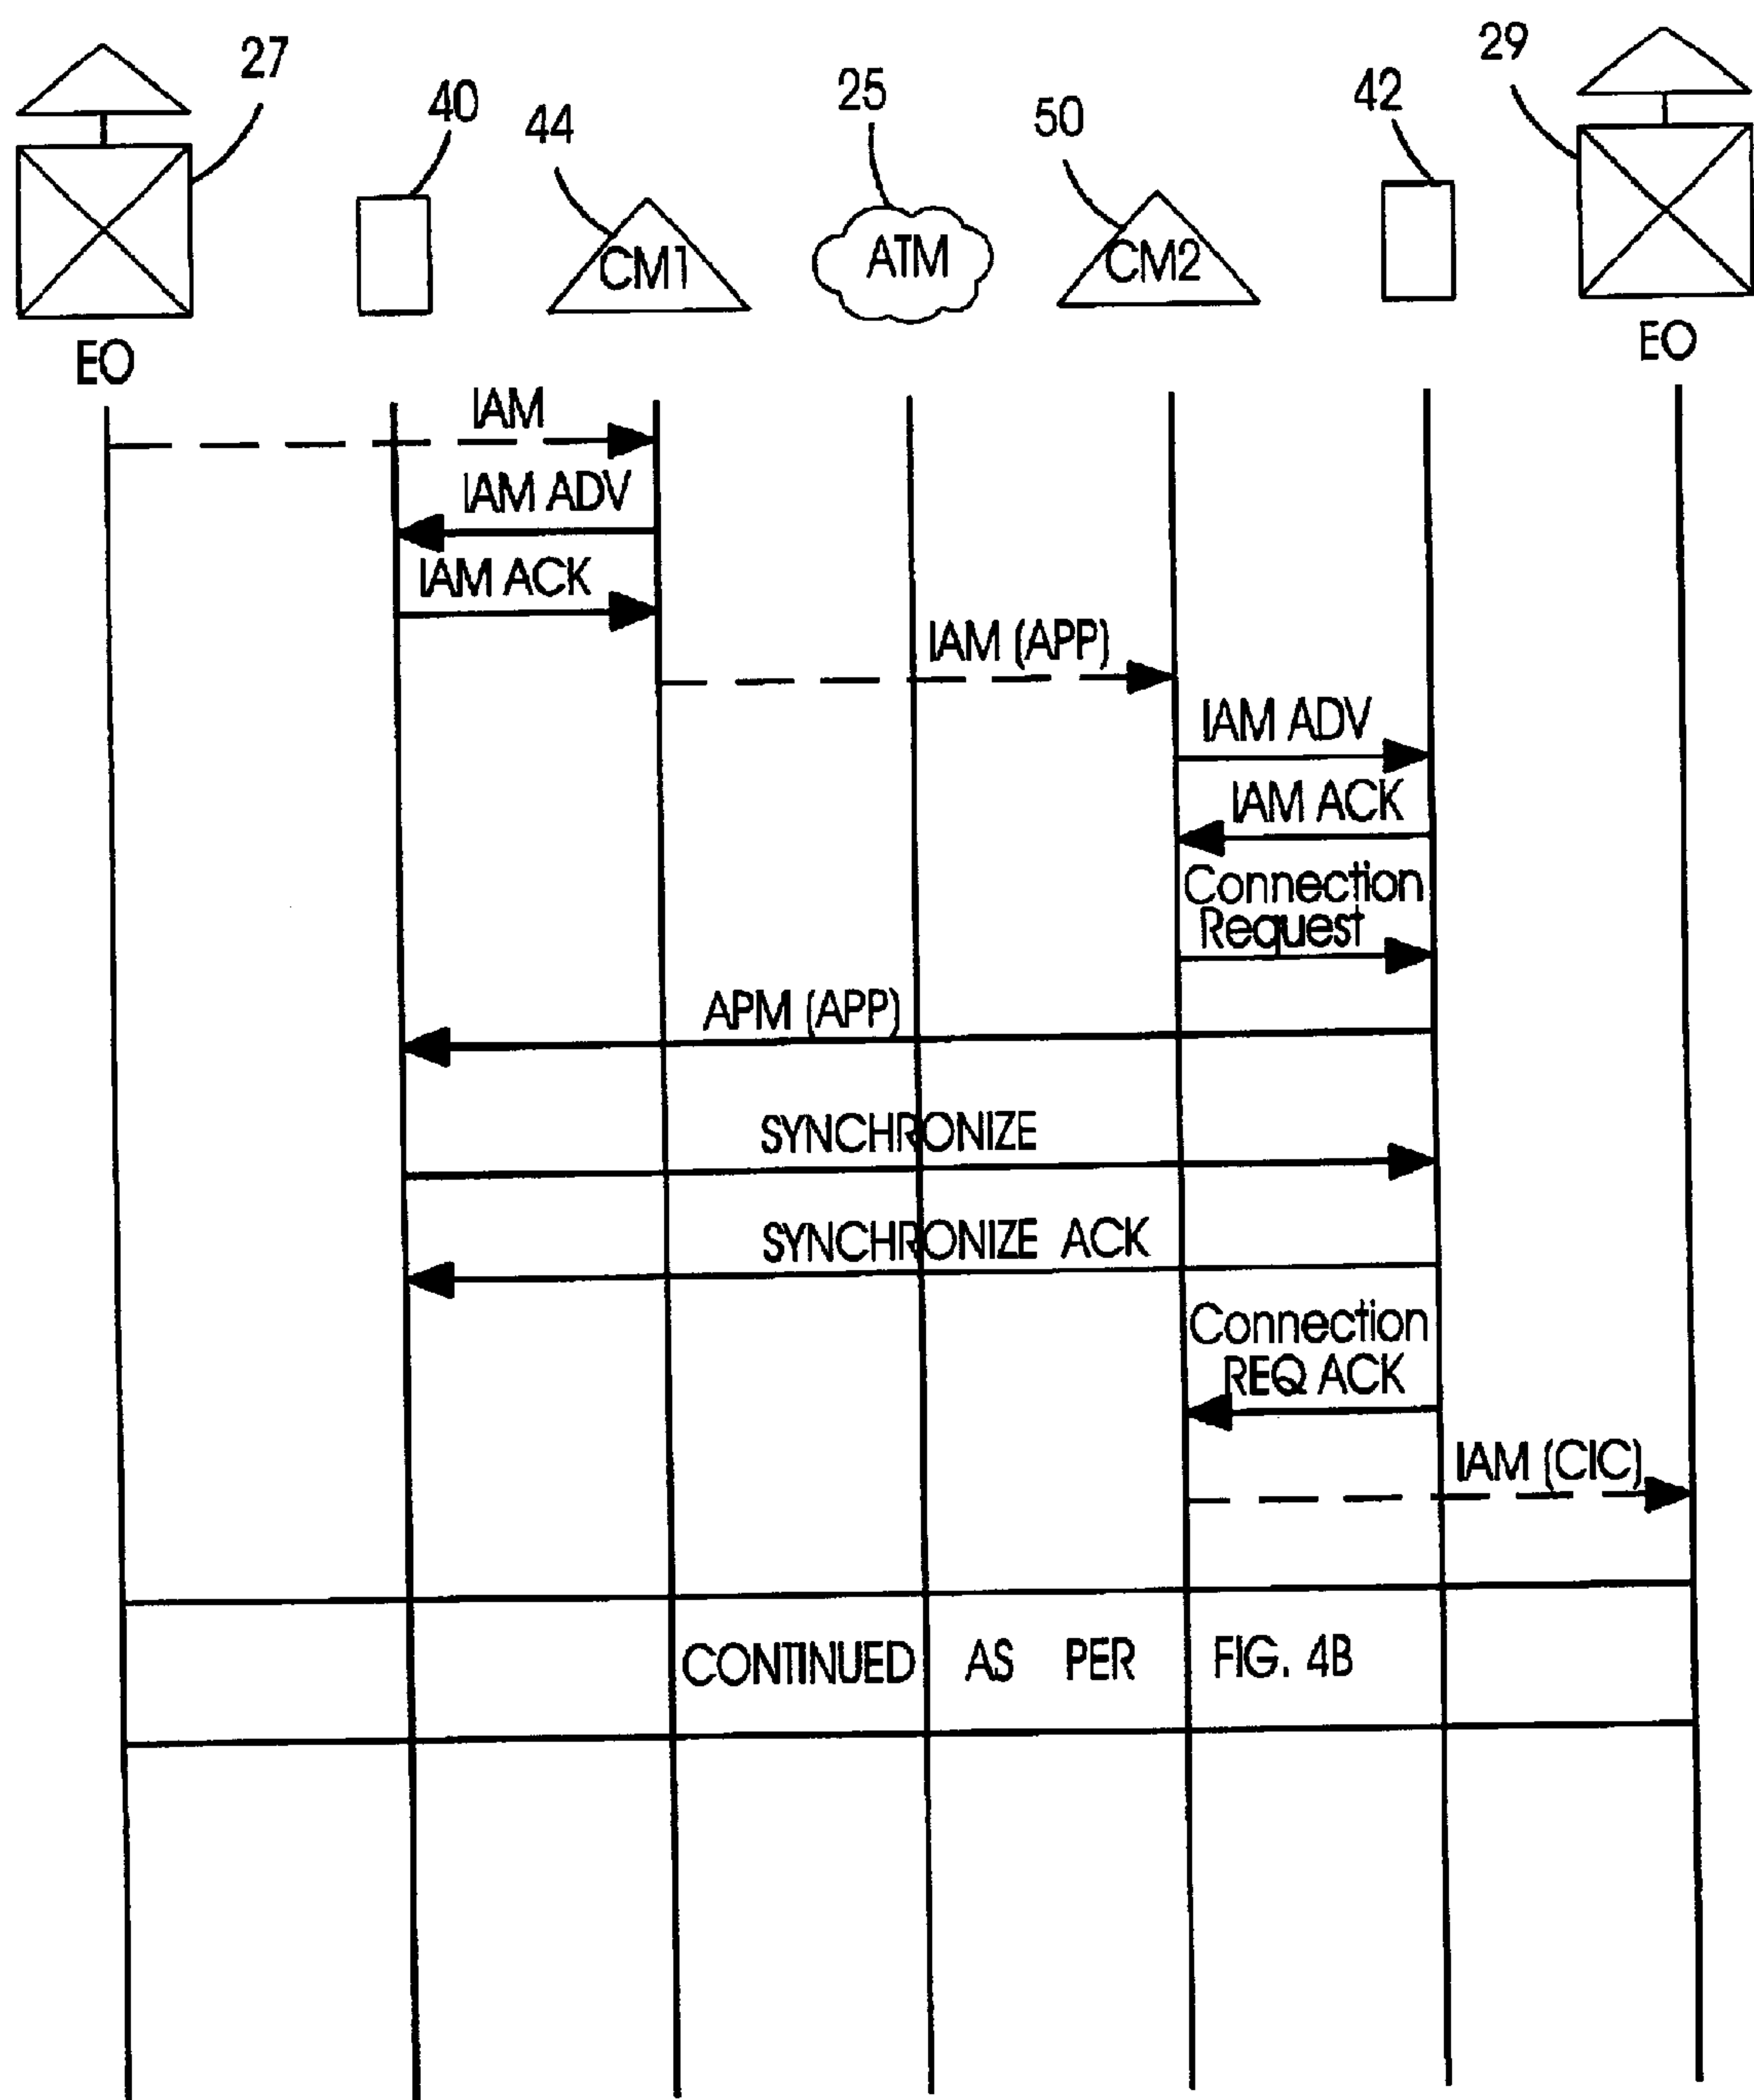 27
40
44
25
50
42
29
CM1
ATM
CM2
EO
EO
IAM
IAM ADV
IAM ACK
IAM (APP)
IAM ADV
IAM ACK
Connection
Request
APM (APP)
SYNCHRONIZE
SYNCHRONIZE ACK
Connection
REQ ACK
IAM (CIC)
CONTINUED AS PER FIG. 4B